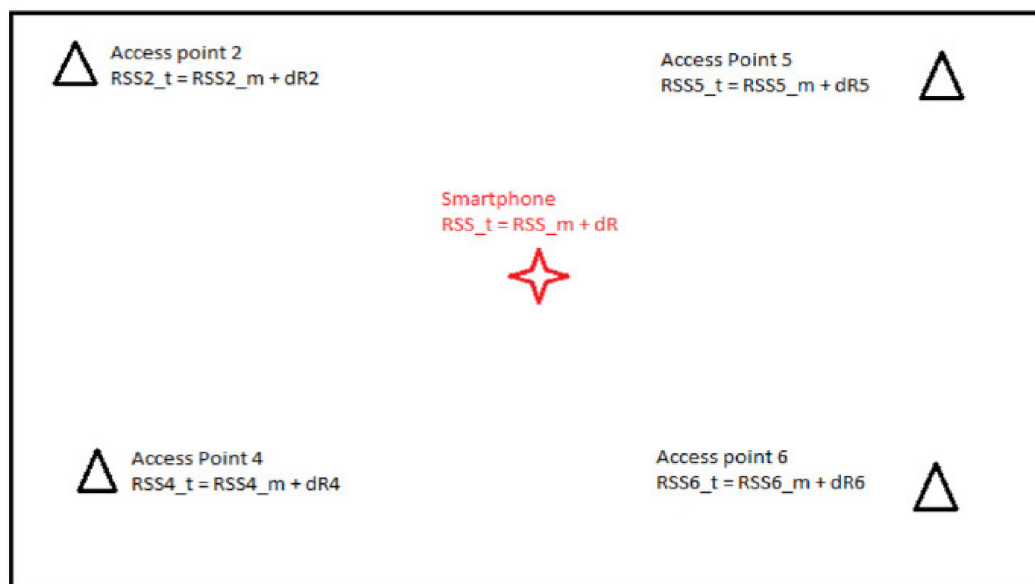 Access point 2
RSS2_t = RSS2_m + dR2
Access Point 5
RSS5_t = RSS5_m + dR5
Smartphone
RSS_t = RSS_m + dR
Access Point 4
RSS4_t = RSS4_m + dR4
Access point 6
RSS6_t = RSS6_m + dR6